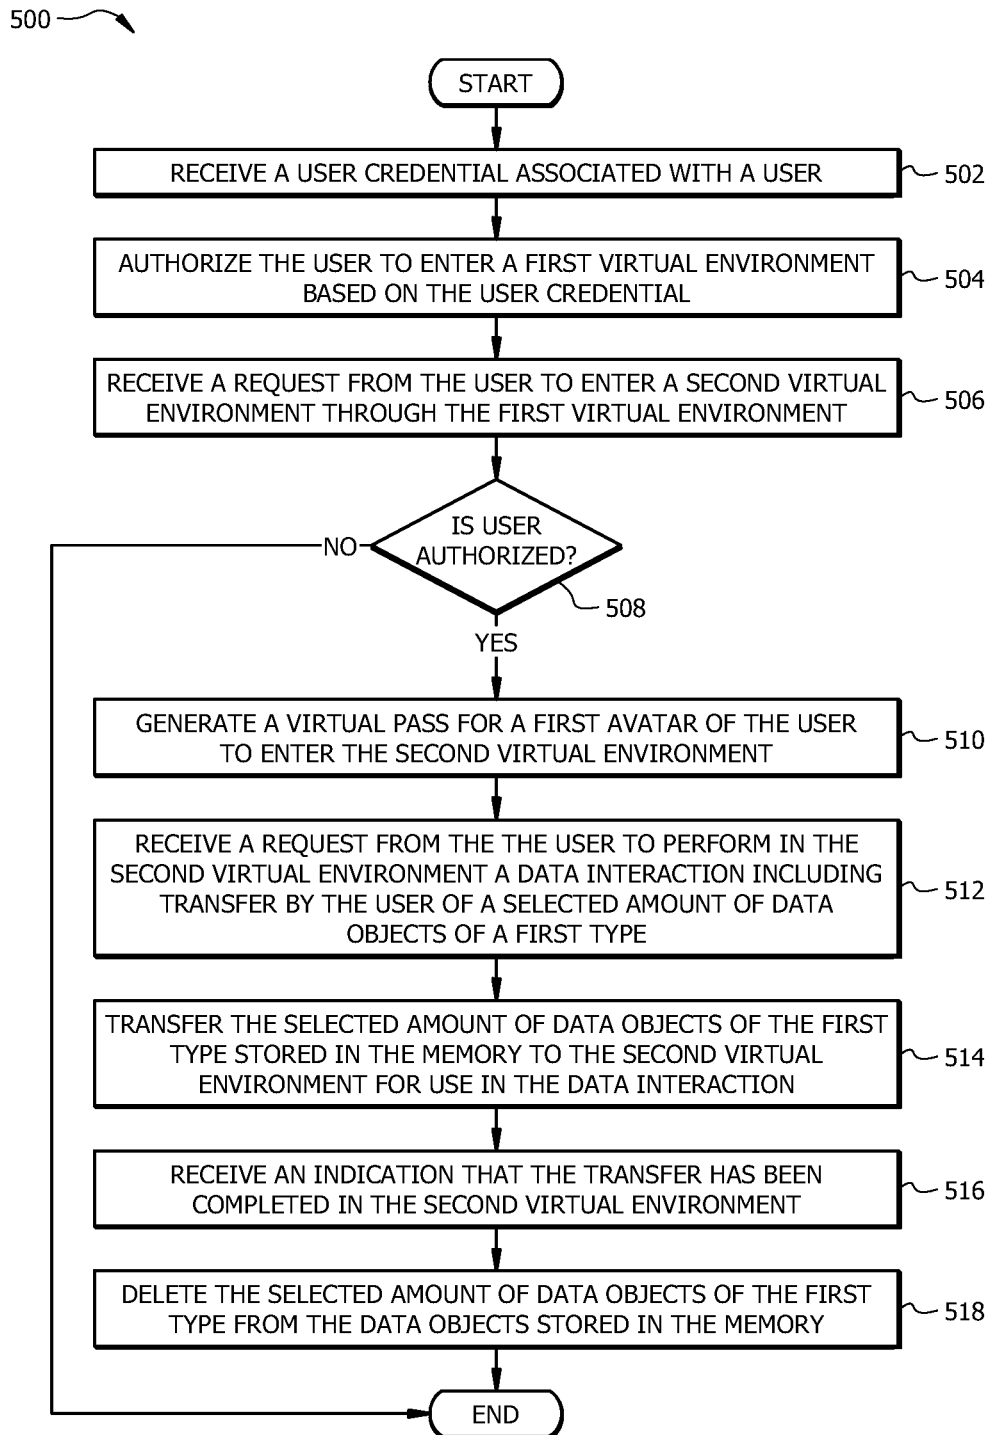 500
START
RECEIVE A USER CREDENTIAL ASSOCIATED WITH A USER
502
AUTHORIZE THE USER TO ENTER A FIRST VIRTUAL ENVIRONMENT
BASED ON THE USER CREDENTIAL
504
RECEIVE A REQUEST FROM THE USER TO ENTER A SECOND VIRTUAL
ENVIRONMENT THROUGH THE FIRST VIRTUAL ENVIRONMENT
506
IS USER
AUTHORIZED?
NO
508
YES
GENERATE A VIRTUAL PASS FOR A FIRST AVATAR OF THE USER
TO ENTER THE SECOND VIRTUAL ENVIRONMENT
510
RECEIVE A REQUEST FROM THE THE USER TO PERFORM IN THE
SECOND VIRTUAL ENVIRONMENT A DATA INTERACTION INCLUDING
TRANSFER BY THE USER OF A SELECTED AMOUNT OF DATA
OBJECTS OF A FIRST TYPE
512
TRANSFER THE SELECTED AMOUNT OF DATA OBJECTS OF THE FIRST
TYPE STORED IN THE MEMORY TO THE SECOND VIRTUAL
ENVIRONMENT FOR USE IN THE DATA INTERACTION
514
RECEIVE AN INDICATION THAT THE TRANSFER HAS BEEN
COMPLETED IN THE SECOND VIRTUAL ENVIRONMENT
516
DELETE THE SELECTED AMOUNT OF DATA OBJECTS OF THE FIRST
TYPE FROM THE DATA OBJECTS STORED IN THE MEMORY
518
END